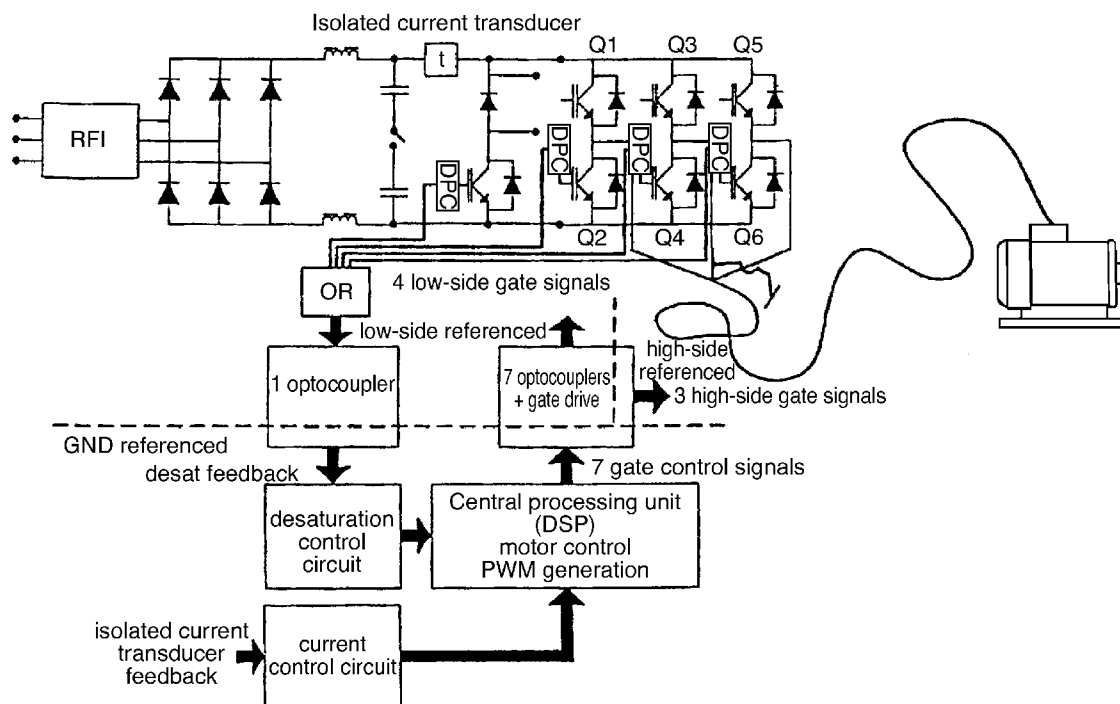 Isolated current transducer
Q1
Q3
Q5
t
RFI
DPC
DPC
DPC
DPC
Q2
Q4
Q6
OR
4 low-side gate signals
low-side referenced
high-side
referenced
3 high-side gate signals
1 optocoupler
7 optocouplers
+ gate drive
GND referenced
desat feedback
7 gate control signals
desaturation
control
circuit
Central processing unit
(DSP)
motor control
PWM generation
isolated current
transducer
feedback
current
control circuit